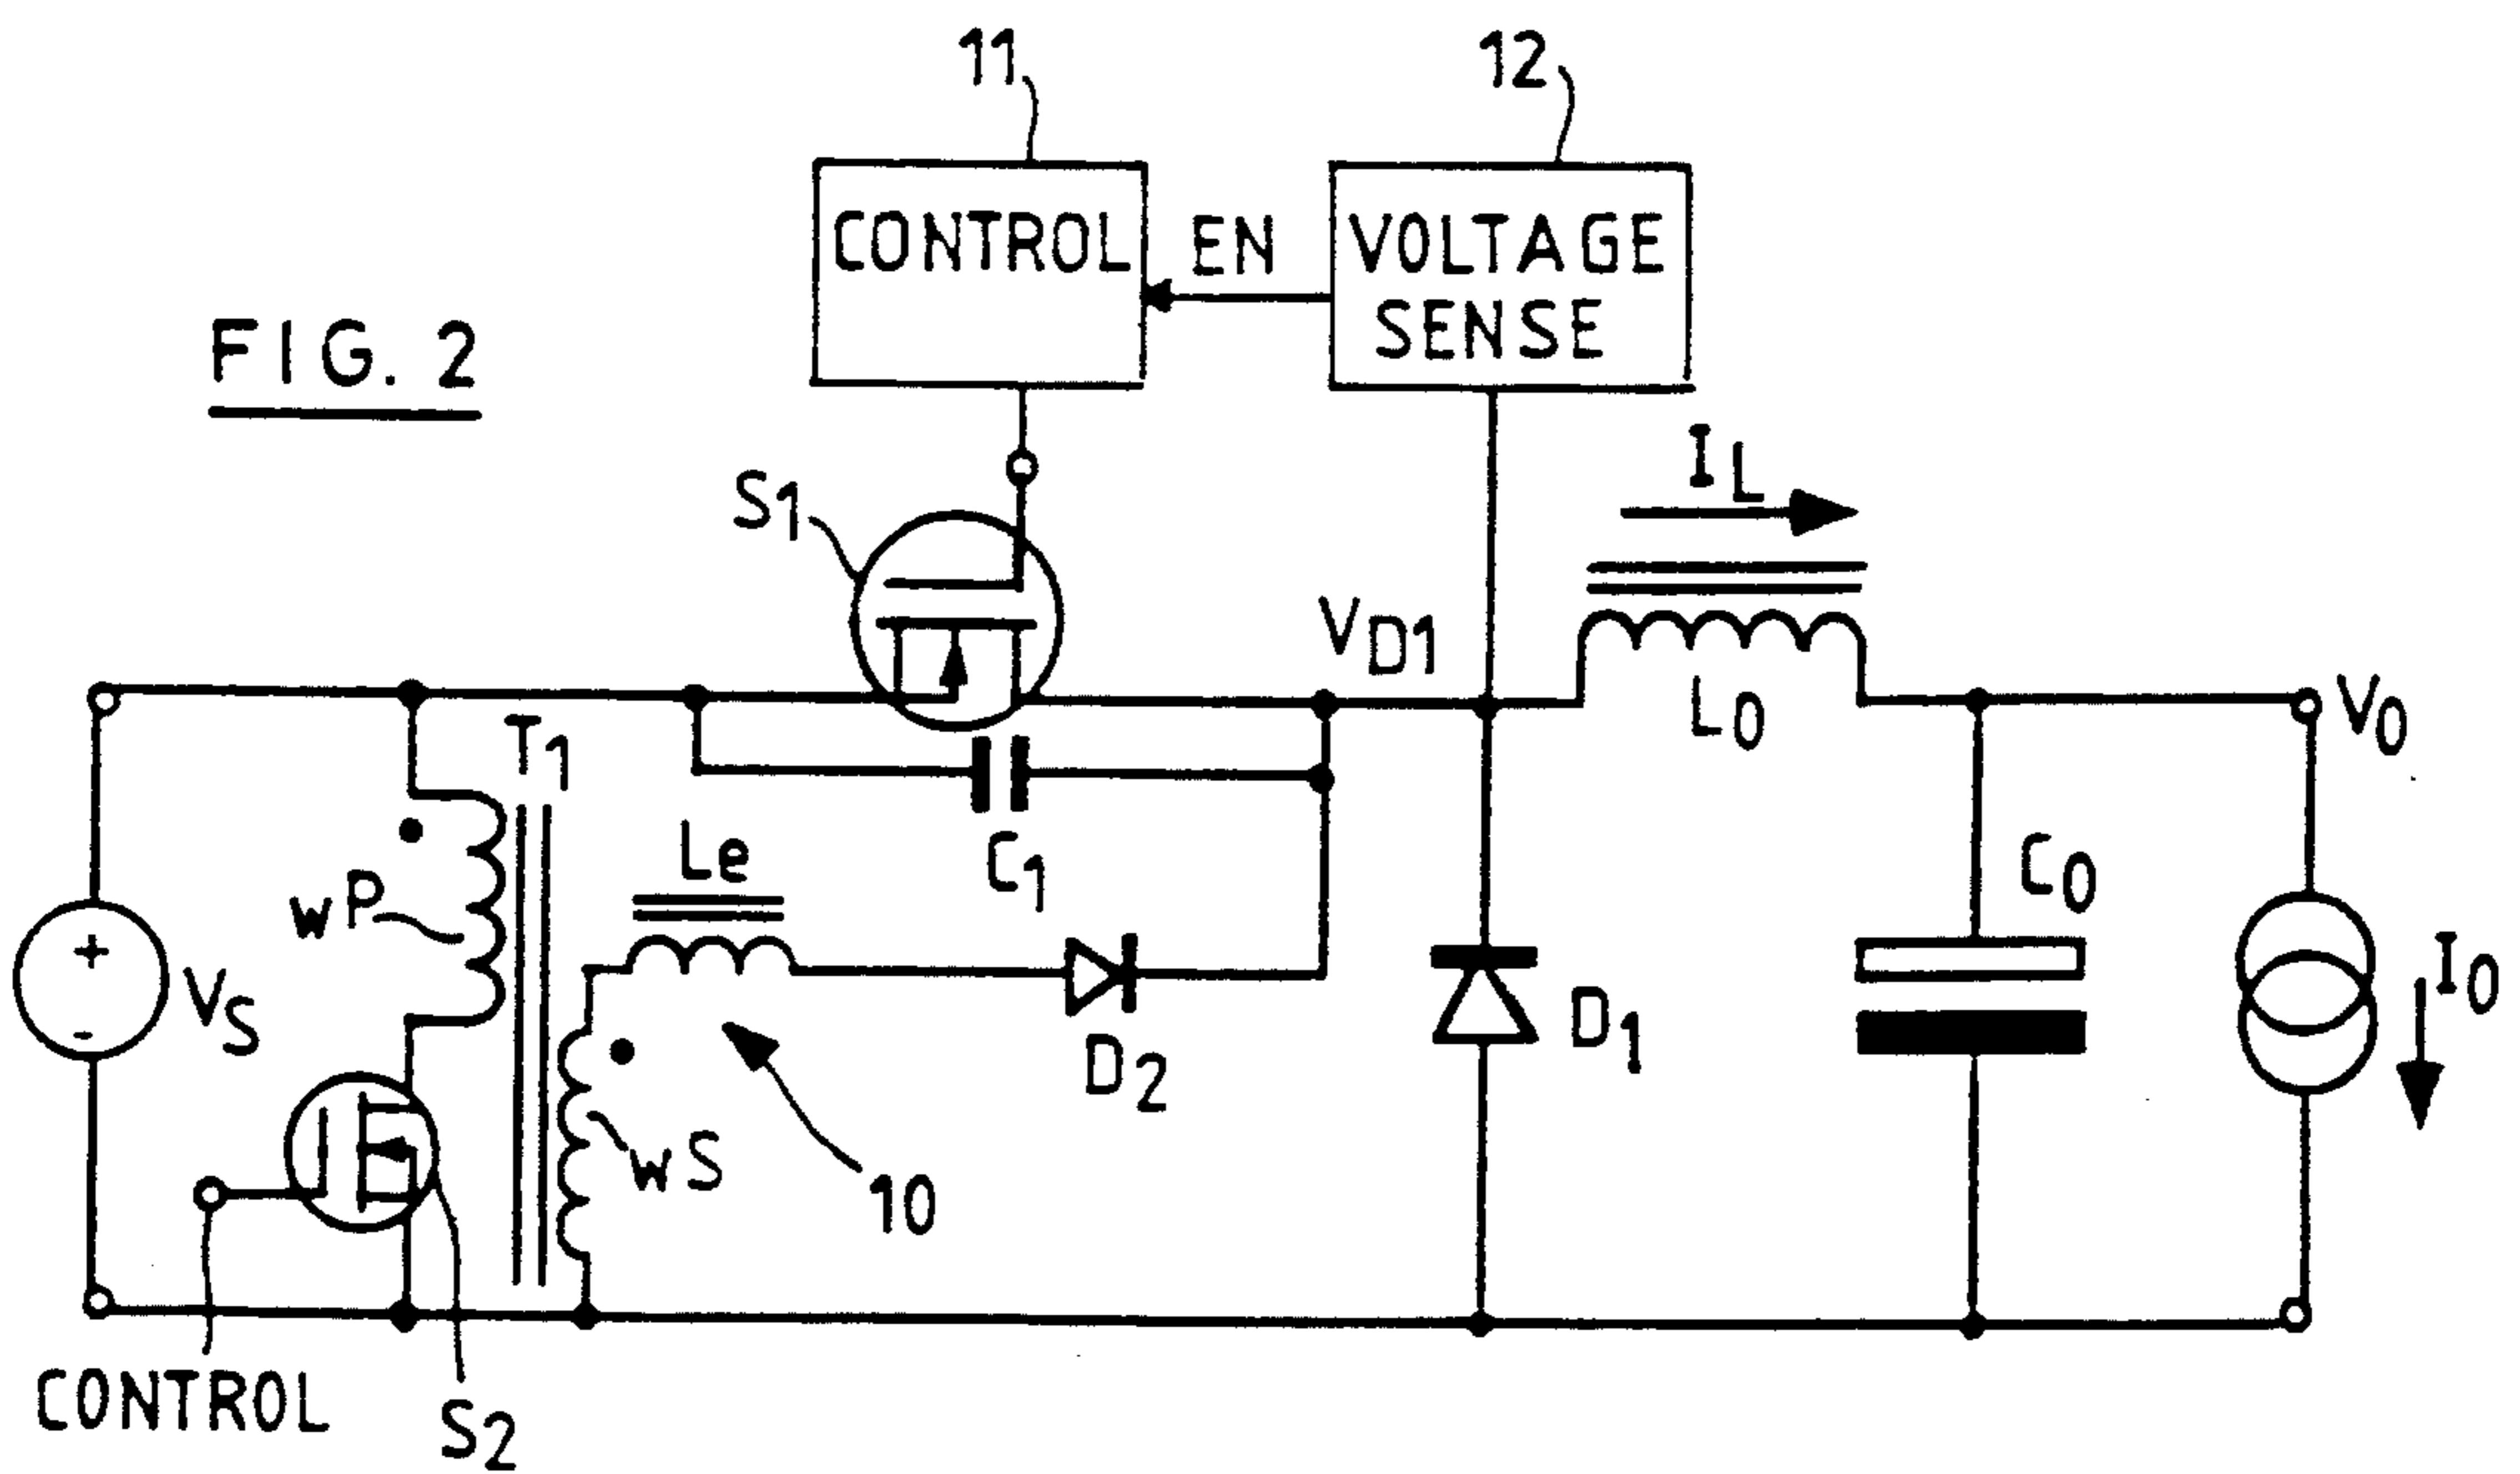 11
12
CONTROL
EN
VOLTAGE
SENSE
FIG. 2
IL
S1
VD1
T1
L0
V0
Le
C1
C0
WP
+
-
VS
I0
D1
D2
WS
10
CONTROL
S2